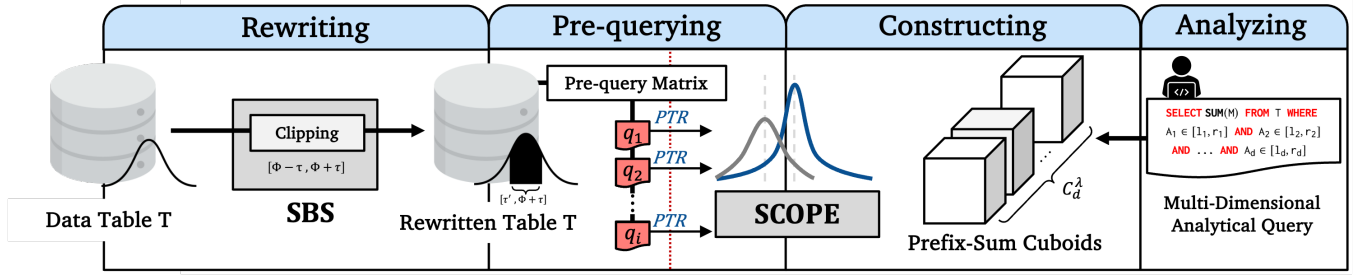 Rewriting
Pre-querying
Constructing
Analyzing
Data Table T
Clipping
[Φ−τ, Φ+τ]
SBS
[τ′, Φ+τ]
Rewritten Table T
Pre-query Matrix
q1
PTR
q2
PTR
qi
PTR
SCOPE
...
C_d^λ
Prefix-Sum Cuboids
</>
SELECT SUM(M) FROM T WHERE
A1 ∈ [l1,r1] AND A2 ∈ [l2,r2]
AND ... AND Ad ∈ [ld,rd]
Multi-Dimensional
Analytical Query